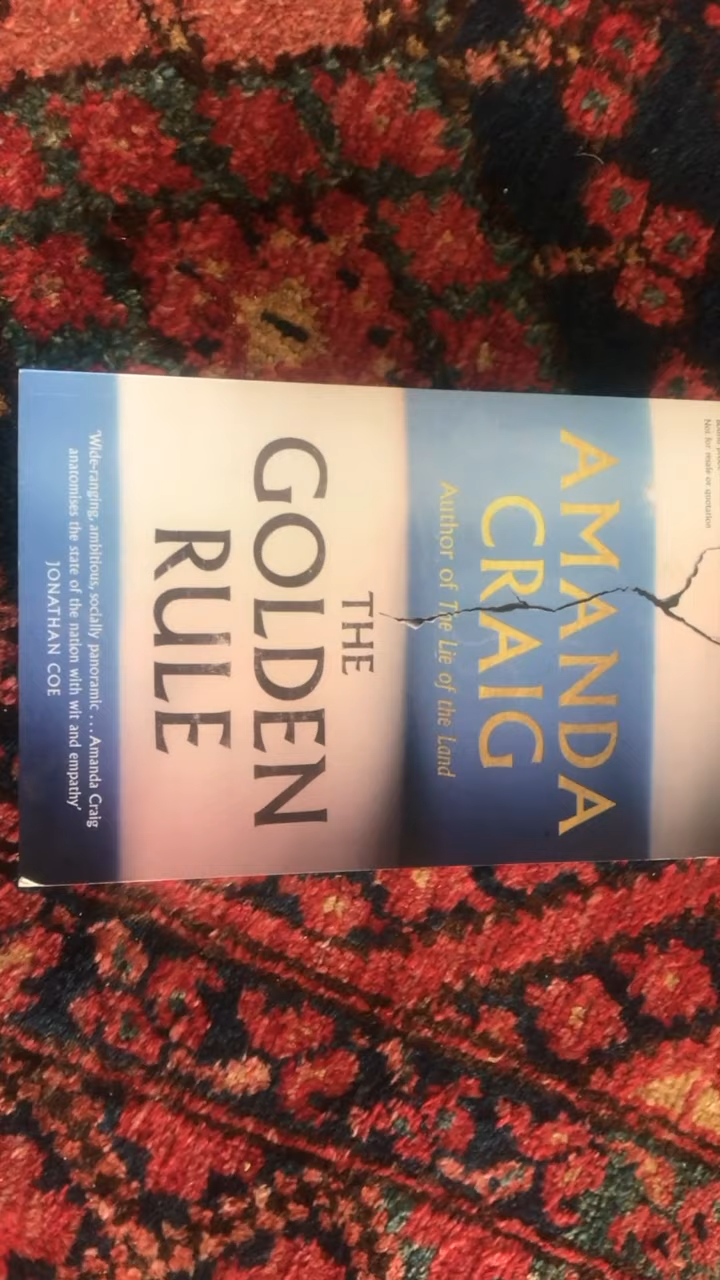 Not for resale or quotation
AMANDA
CRAIG
Author of The Lie of the Land
THE
GOLDEN
RULE
'Wide-ranging, ambitious, socially panoramic ... Amanda Craig
anatomises the state of the nation with wit and empathy'
JONATHAN COE